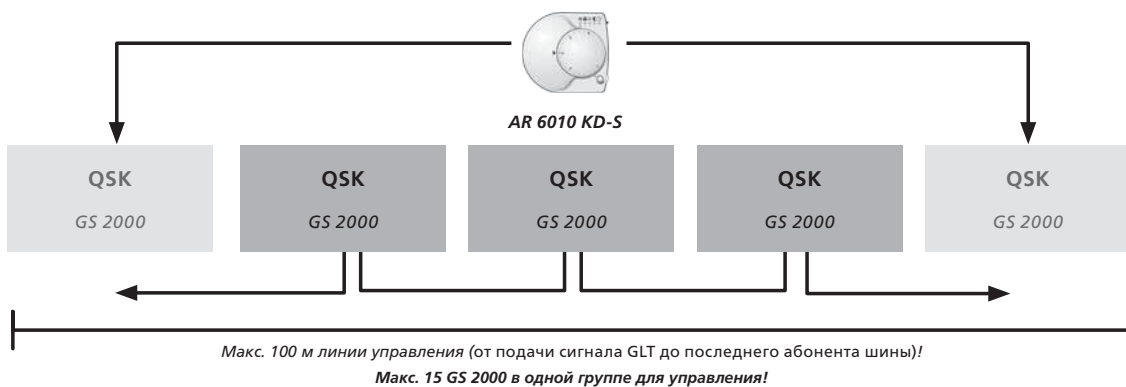 AR 6010 KD-S
QSK QSK QSK QSK QSK
GS 2000 GS 2000 GS 2000 GS 2000 GS 2000
Макс. 100 м линии управления (от подачи сигнала GLT до последнего абонента шины)!
Макс. 15 GS 2000 в одной группе для управления!